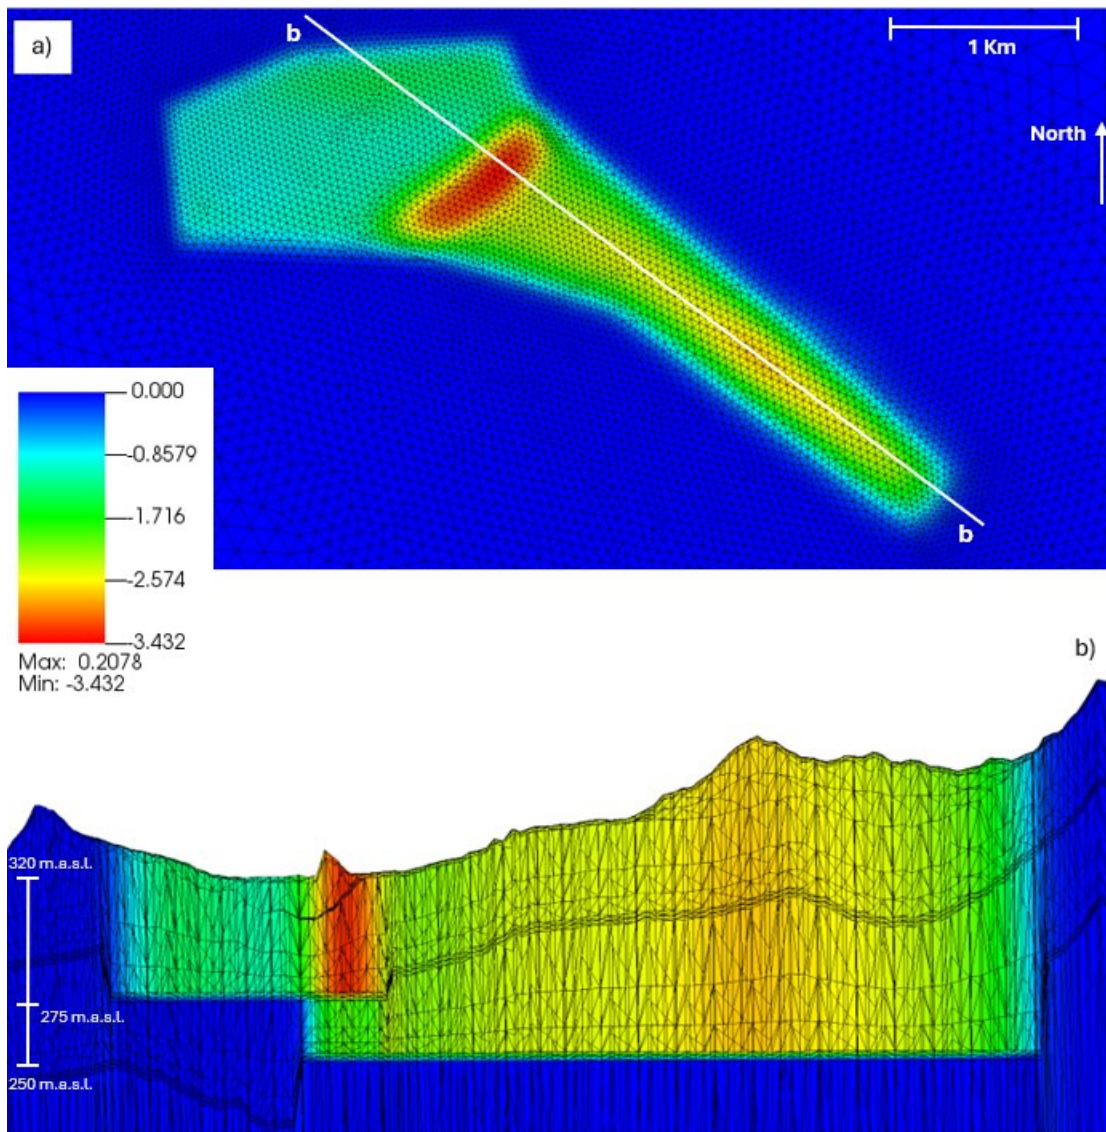 a)
b
1 Km
North
b
0.000
-0.8579
-1.716
-2.574
-3.432
Max: 0.2078
Min: -3.432
b)
320 m.a.s.l.
275 m.a.s.l.
250 m.a.s.l.